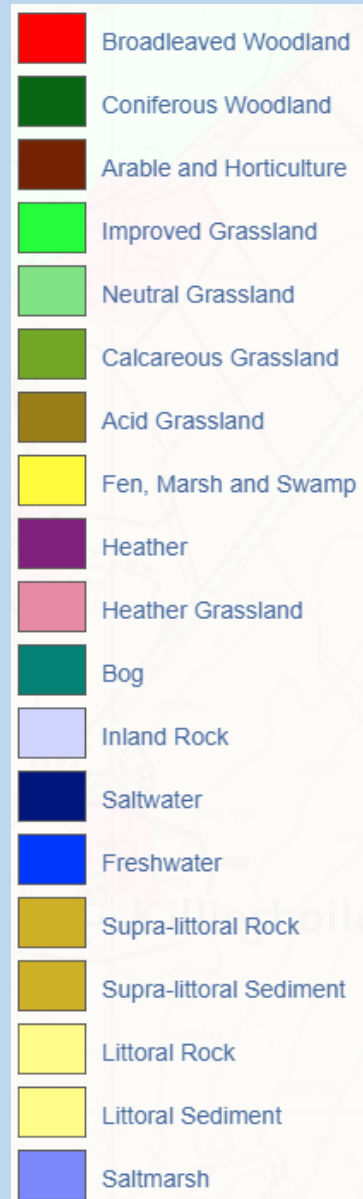 Broadleaved Woodland
Coniferous Woodland
Arable and Horticulture
Improved Grassland
Neutral Grassland
Calcareous Grassland
Acid Grassland
Fen, Marsh and Swamp
Heather
Heather Grassland
Bog
Inland Rock
Saltwater
Freshwater
Supra-littoral Rock
Supra-littoral Sediment
Littoral Rock
Littoral Sediment
Saltmarsh